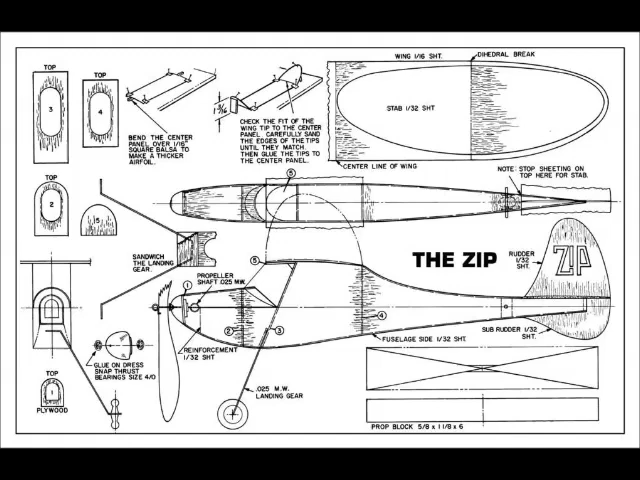 TOP
3
TOP
4
BEND THE CENTER
PANEL OVER 1/16"
SQUARE BALSA TO
MAKE A THICKER
AIRFOIL.
1 3/16
CHECK THE FIT OF THE
WING TIP TO THE CENTER
PANEL. CAREFULLY SAND
THE EDGES OF THE TIPS
UNTIL THEY MATCH.
THEN GLUE THE TIPS TO
THE CENTER PANEL.
WING 1/16 SHT.
DIHEDRAL BREAK
STAB 1/32 SHT
CENTER LINE OF WING
NOTE: STOP SHEETING ON
TOP HERE FOR STAB.
TOP
2
5
SANDWICH
THE LANDING
GEAR.
PROPELLER
SHAFT .025 M.W.
5
THE ZIP
RUDDER
1/32
SHT.
ZIP
1
2
3
4
REINFORCEMENT
1/32 SHT
FUSELAGE SIDE 1/32 SHT.
SUB RUDDER 1/32
SHT.
GLUE ON DRESS
SNAP THRUST
BEARINGS SIZE 4/0
TOP
1
PLYWOOD
.025 M.W.
LANDING GEAR
PROP BLOCK 5/8 x 1 1/8 x 6